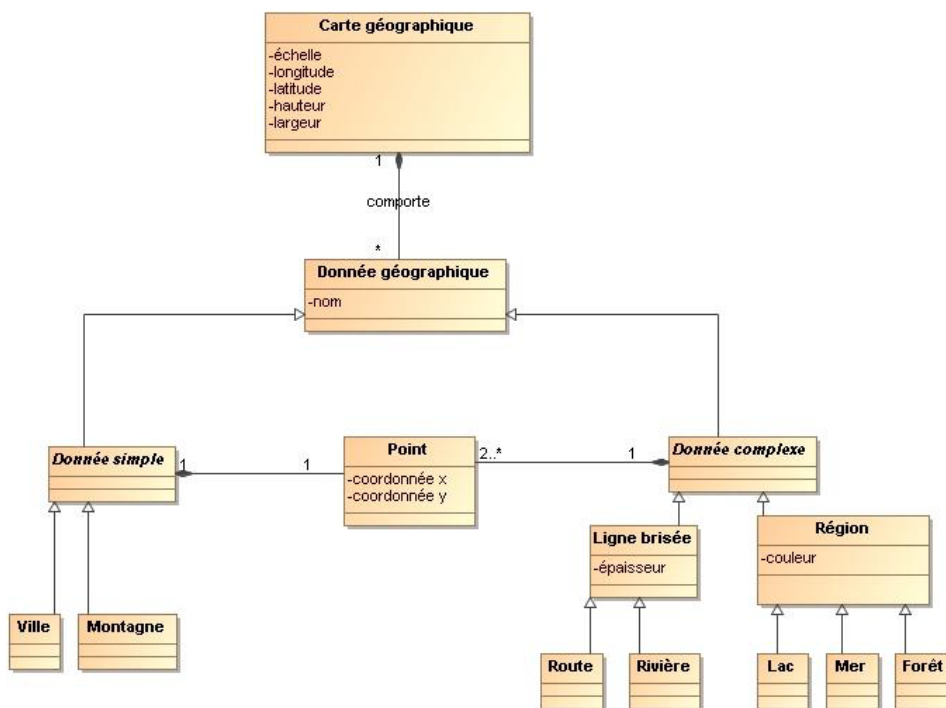 Carte géographique
-échelle
-longitude
-latitude
-hauteur
-largeur
1
comporte
*
Donnée géographique
-nom
Donnée simple
1
1
Point
-coordonnée x
-coordonnée y
2..*
1
Donnée complexe
Ligne brisée
-épaisseur
Région
-couleur
Ville
Montagne
Route
Rivière
Lac
Mer
Forêt